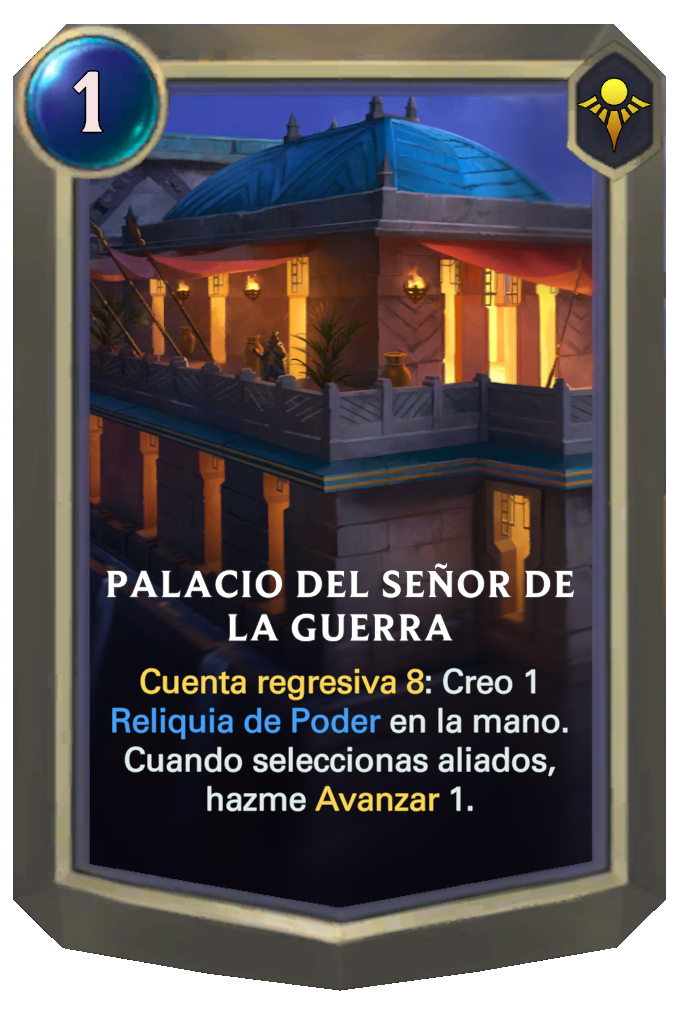 1
PALACIO DEL SEÑOR DE
LA GUERRA
Cuenta regresiva 8: Creo 1
Reliquia de Poder en la mano.
Cuando seleccionas aliados,
hazme Avanzar 1.